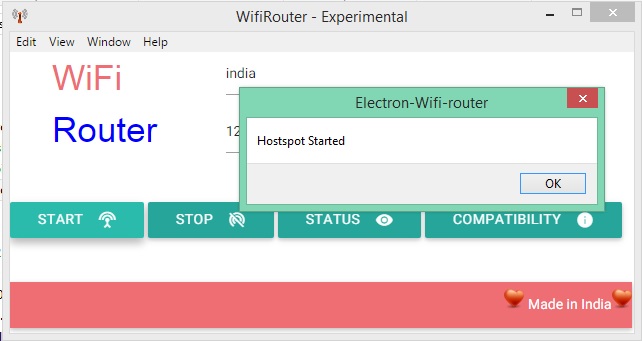 WifiRouter - Experimental
Edit View Window Help
WiFi
india
Electron-Wifi-router
Router
12
Hostspot Started
OK
START STOP STATUS COMPATIBILITY
Made in India